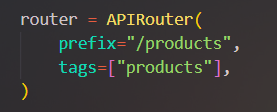 router = APIRouter(
    prefix="/products",
    tags=["products"],
)